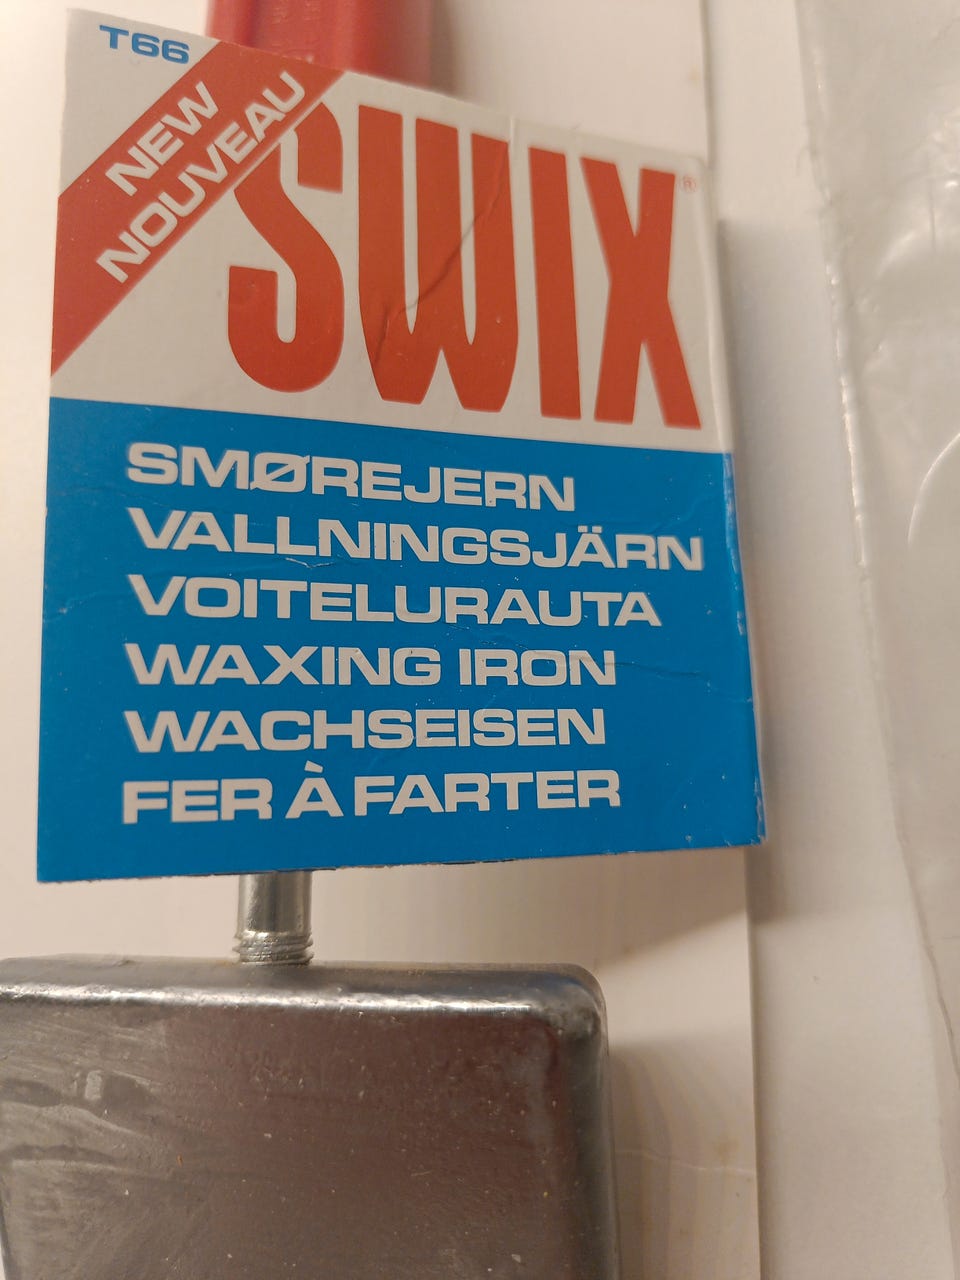 T66
NEW
NOUVEAU
SWIX®
SMØREJERN
VALLNINGSJÄRN
VOITELURAUTA
WAXING IRON
WACHSEISEN
FER À FARTER